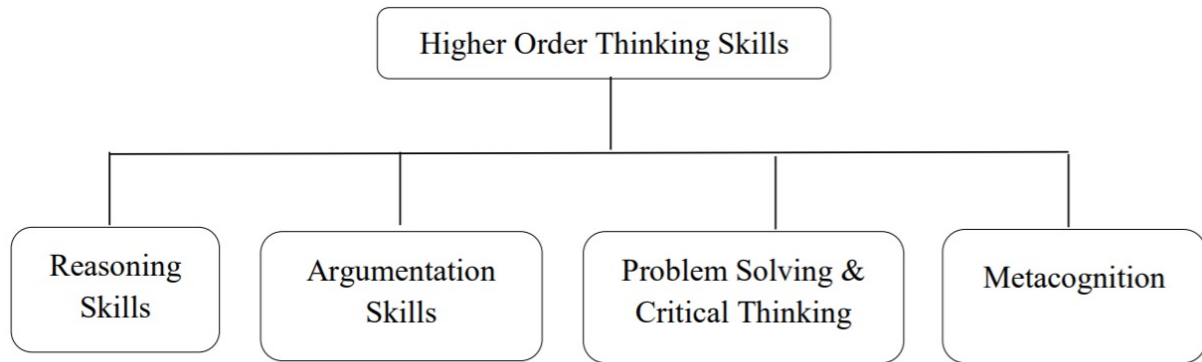 Higher Order Thinking Skills
Reasoning
Skills
Argumentation
Skills
Problem Solving &
Critical Thinking
Metacognition